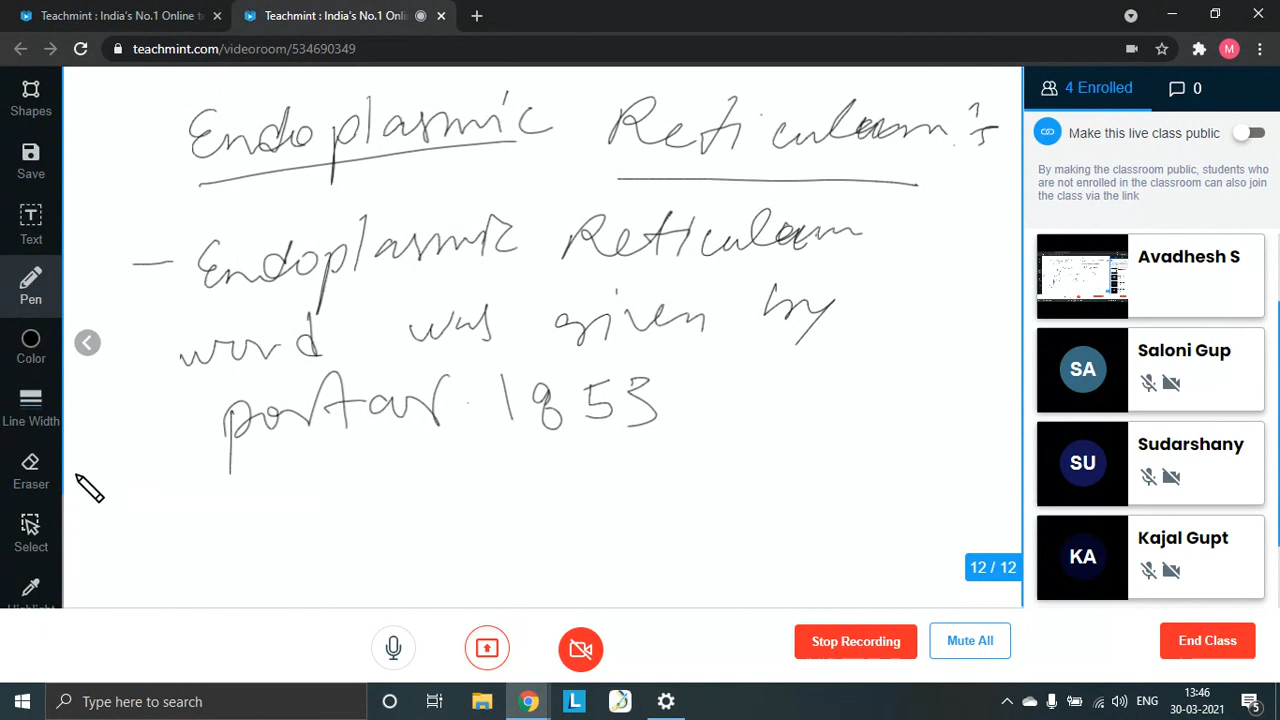 Teachmint : India's No.1 Online ta
Teachmint : India's No.1 Onli
teachmint.com/videoroom/534690349
M
Shapes
Save
Text
Pen
Color
Line Width
Eraser
Select
Endoplasmic Reticulum :-
- Endoplasmic Reticulum
word was given by
portar. 1853
12 / 12
4 Enrolled
0
Make this live class public
By making the classroom public, students
who are not enrolled in the classroom can also join
the class via the link
Avadhesh S
SA
Saloni Gup
SU
Sudarshany
KA
Kajal Gupt
Stop Recording
Mute All
End Class
Type here to search
L
ENG
13:46
30-03-2021
5